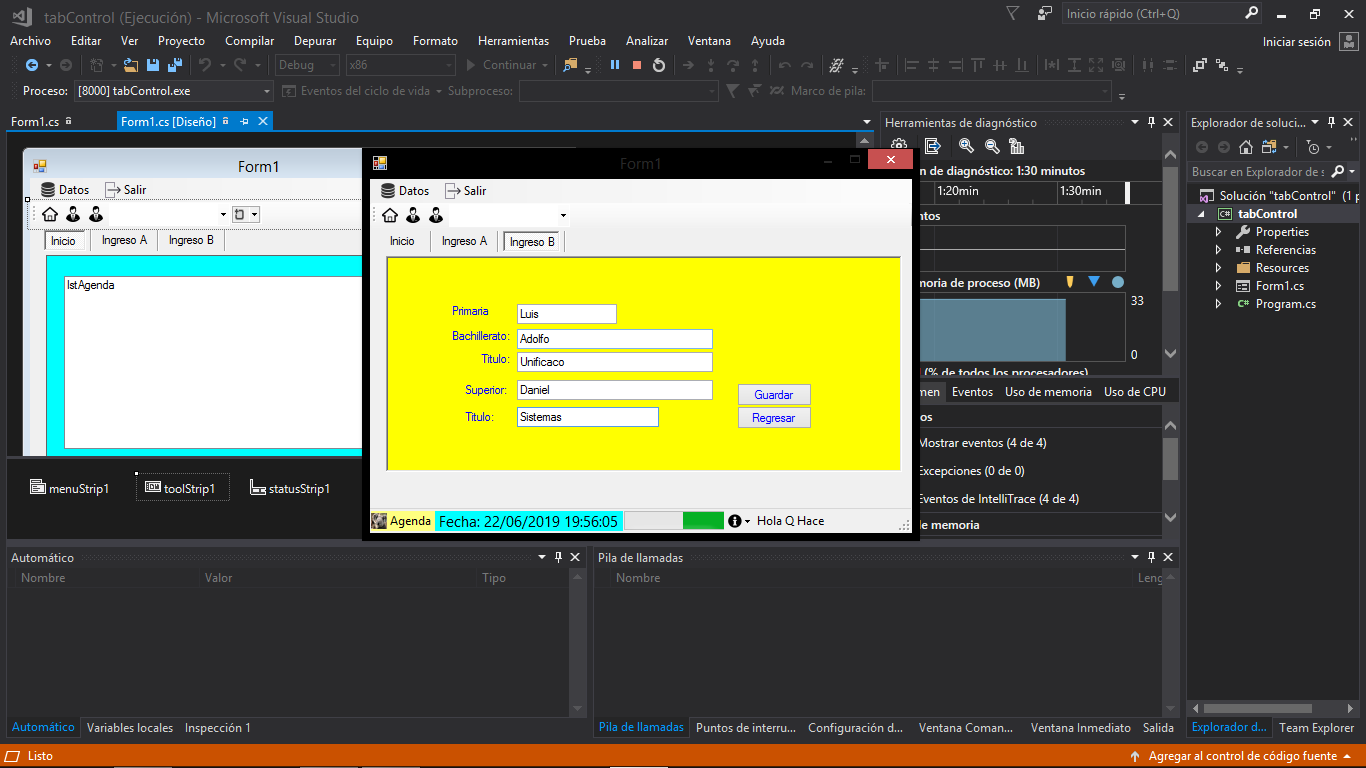 tabControl (Ejecución) - Microsoft Visual Studio
Inicio rápido (Ctrl+Q)
Archivo Editar Ver Proyecto Compilar Depurar Equipo Formato Herramientas Prueba Analizar Ventana Ayuda
Iniciar sesión
Debug x86 Continuar
Proceso: [8000] tabControl.exe Eventos del ciclo de vida Subproceso: Marco de pila:
Form1.cs Form1.cs [Diseño]
Form1
Datos Salir
Inicio Ingreso A Ingreso B
lstAgenda
menuStrip1 toolStrip1 statusStrip1
Form1
Datos Salir
Inicio Ingreso A Ingreso B
Primaria Luis
Bachillerato: Adolfo
Titulo: Unificaco
Superior: Daniel
Titulo: Sistemas
Guardar
Regresar
Agenda Fecha: 22/06/2019 19:56:05 Hola Q Hace
Herramientas de diagnóstico
n de diagnóstico: 1:30 minutos
1:20min 1:30min
ntos
noria de proceso (MB)
33
0
(% de todos los procesadores)
men Eventos Uso de memoria Uso de CPU
os
Mostrar eventos (4 de 4)
Excepciones (0 de 0)
Eventos de IntelliTrace (4 de 4)
de memoria
Explorador de soluci...
Buscar en Explorador de s
Solución "tabControl" (1 p
tabControl
Properties
Referencias
Resources
Form1.cs
Program.cs
Automático
Nombre Valor Tipo
Automático Variables locales Inspección 1
Pila de llamadas
Nombre Leng
Pila de llamadas Puntos de interru... Configuración d... Ventana Coman... Ventana Inmediato Salida
Explorador d... Team Explorer
Listo
Agregar al control de código fuente